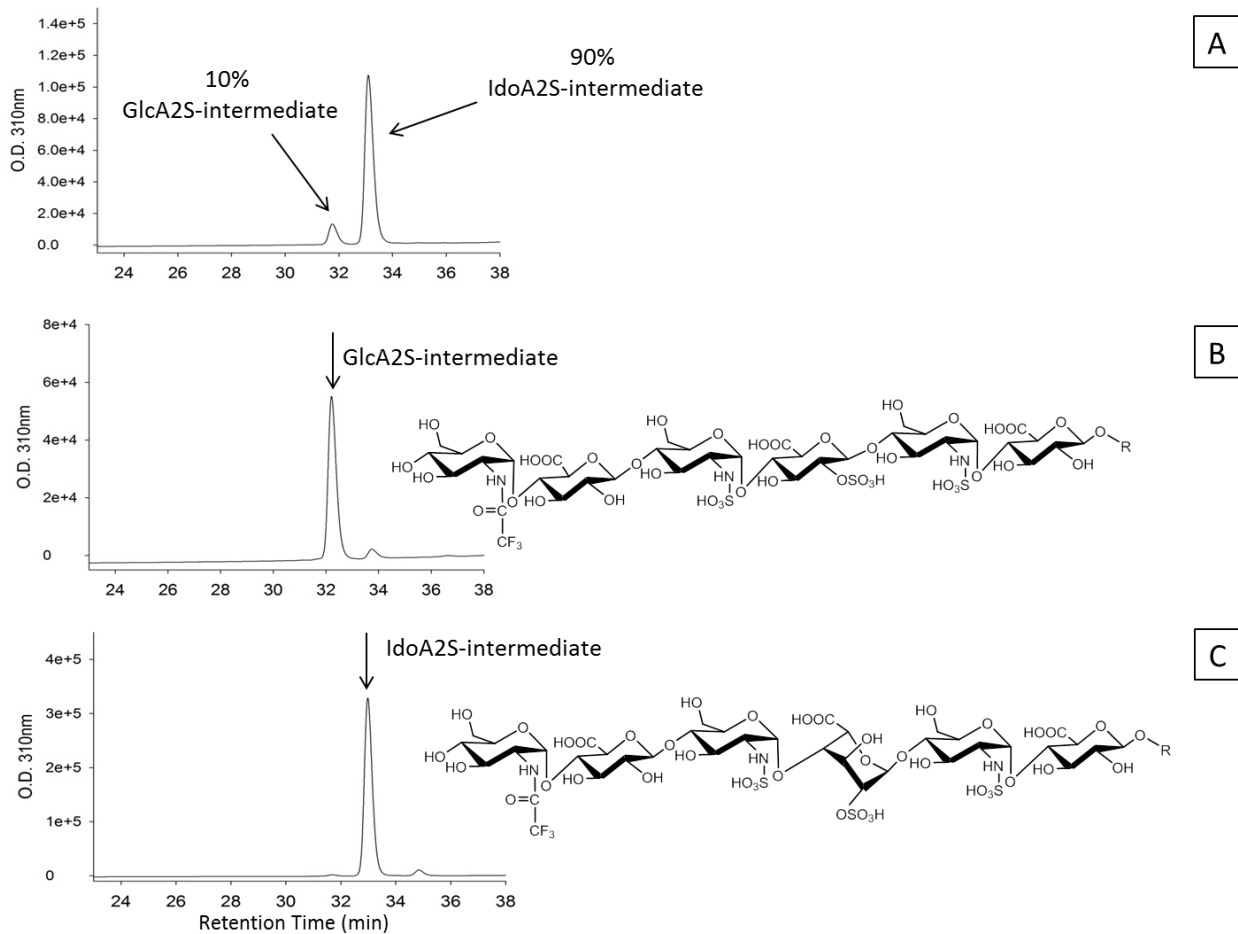 A
1.4e+5
1.2e+5
1.0e+5
8.0e+4
6.0e+4
4.0e+4
2.0e+4
0.0
O.D. 310nm
10%
GlcA2S-intermediate
90%
IdoA2S-intermediate
24 26 28 30 32 34 36 38
B
8e+4
6e+4
4e+4
2e+4
0
O.D. 310nm
GlcA2S-intermediate
24 26 28 30 32 34 36 38
HO
O
HO
HO
N
O=C
CF3
O
HOOC
O
HO
OH
O
HO
O
HO
N
HO3S
O
HOOC
O
HO
OSO3H
O
HO
O
HO
N
HO3S
O
HOOC
O
HO
OH
O
R
C
4e+5
3e+5
2e+5
1e+5
0
O.D. 310nm
IdoA2S-intermediate
24 26 28 30 32 34 36 38
Retention Time (min)
HO
O
HO
HO
HN
O
CF3
O
HOOC
O
HO
OH
O
HO
O
HO
HN
HO3S
O
HOOC
OH
O
OSO3H
O
HO
O
HO
HN
HO3S
O
HOOC
O
HO
OH
O
R